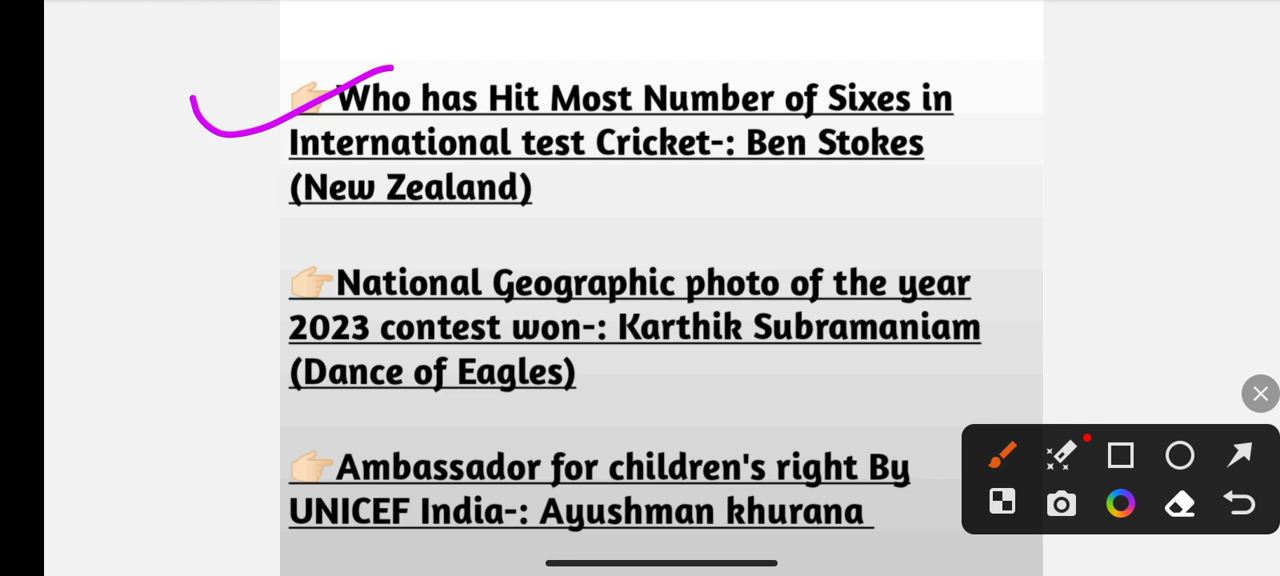 👉🏻Who has Hit Most Number of Sixes in
International test Cricket-: Ben Stokes
(New Zealand)
👉🏻National Geographic photo of the year
2023 contest won-: Karthik Subramaniam
(Dance of Eagles)
👉🏻Ambassador for children's right By
UNICEF India-: Ayushman khurana